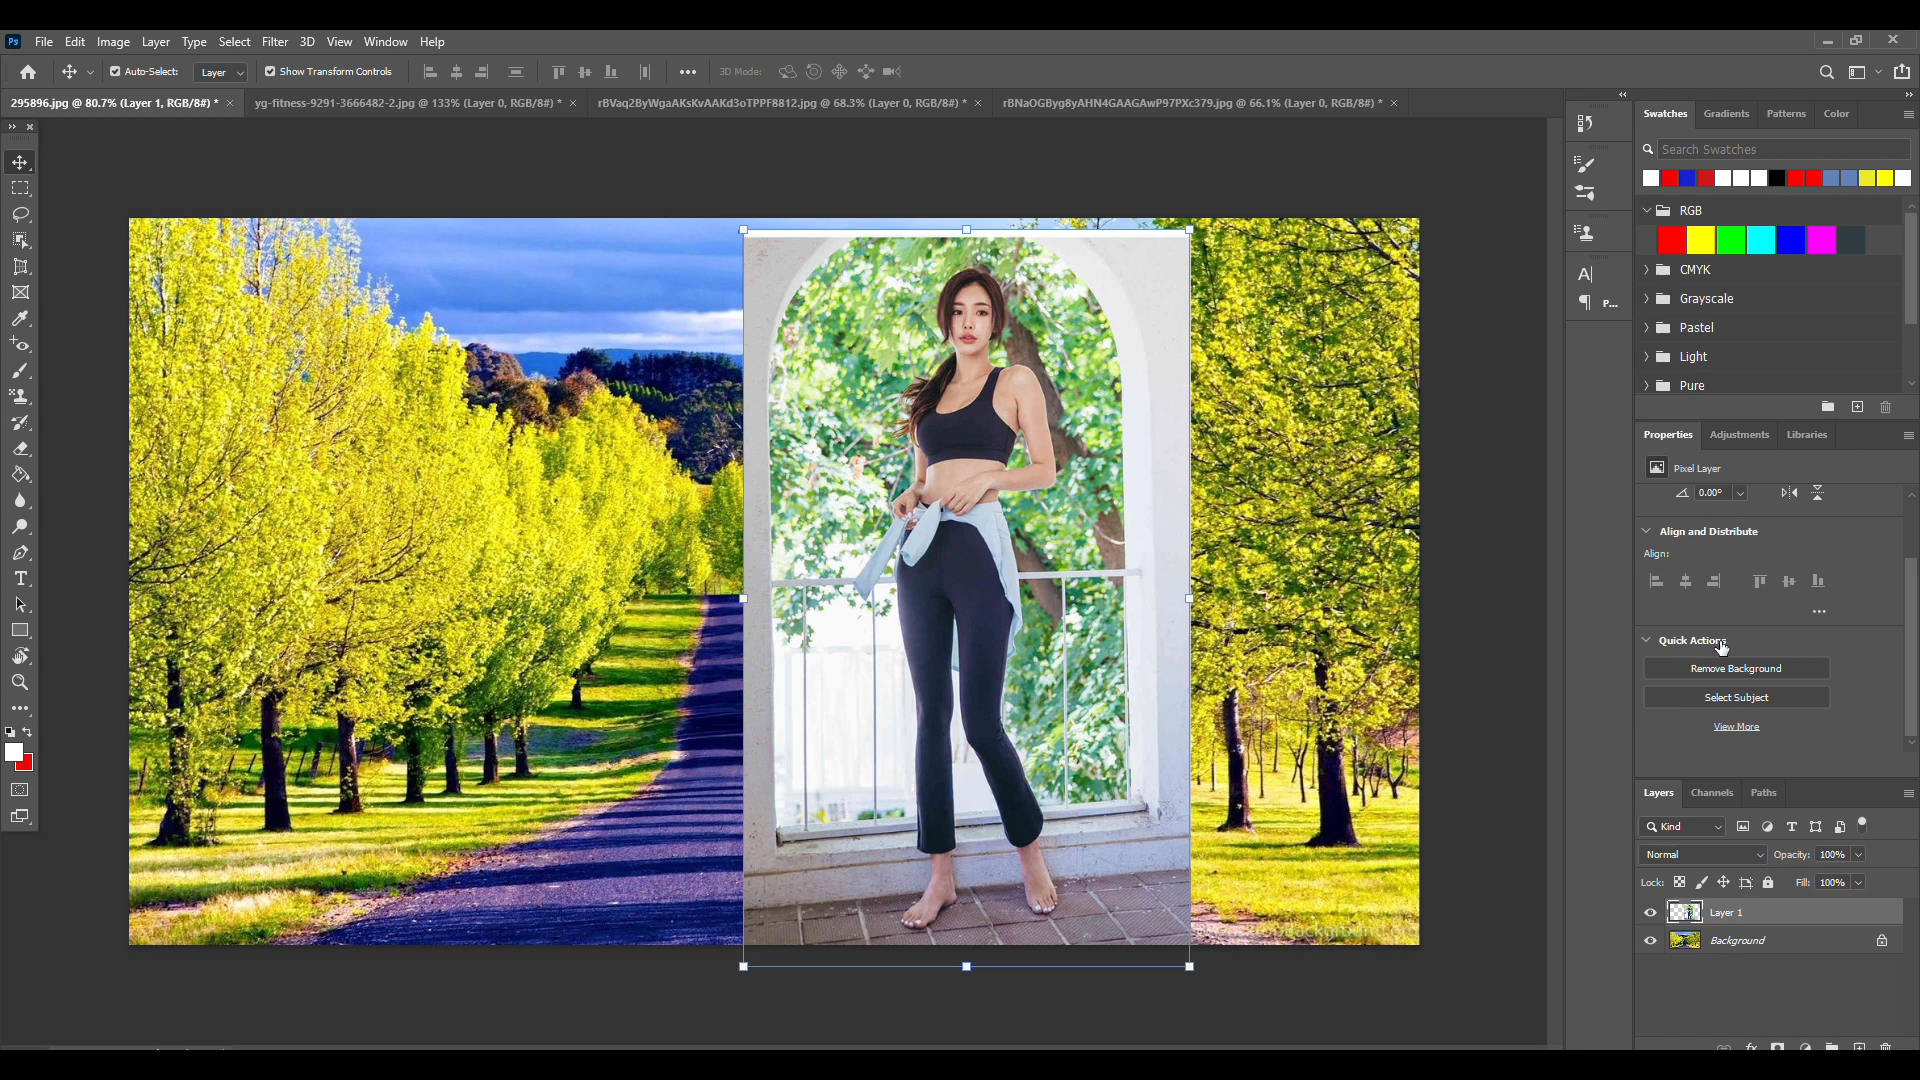 Ps File Edit Image Layer Type Select Filter 3D View Window Help
Auto-Select: Layer Show Transform Controls 3D Mode:
295896.jpg @ 80.7% (Layer 1, RGB/8#) * yg-fitness-9291-3666482-2.jpg @ 133% (Layer 0, RGB/8#) * rBVaq2ByWgaAKsKvAAKd3oTPPF8812.jpg @ 68.3% (Layer 0, RGB/8#) * rBNaOGByg8yAHN4GAAGAwP97PXc379.jpg @ 66.1% (Layer 0, RGB/8#) *
Swatches Gradients Patterns Color
Search Swatches
RGB
CMYK
Grayscale
Pastel
Light
Pure
P...
Properties Adjustments Libraries
Pixel Layer
0.00°
Align and Distribute
Align:
Quick Actions
Remove Background
Select Subject
View More
Layers Channels Paths
Kind
Normal Opacity: 100%
Lock: Fill: 100%
Layer 1
Background